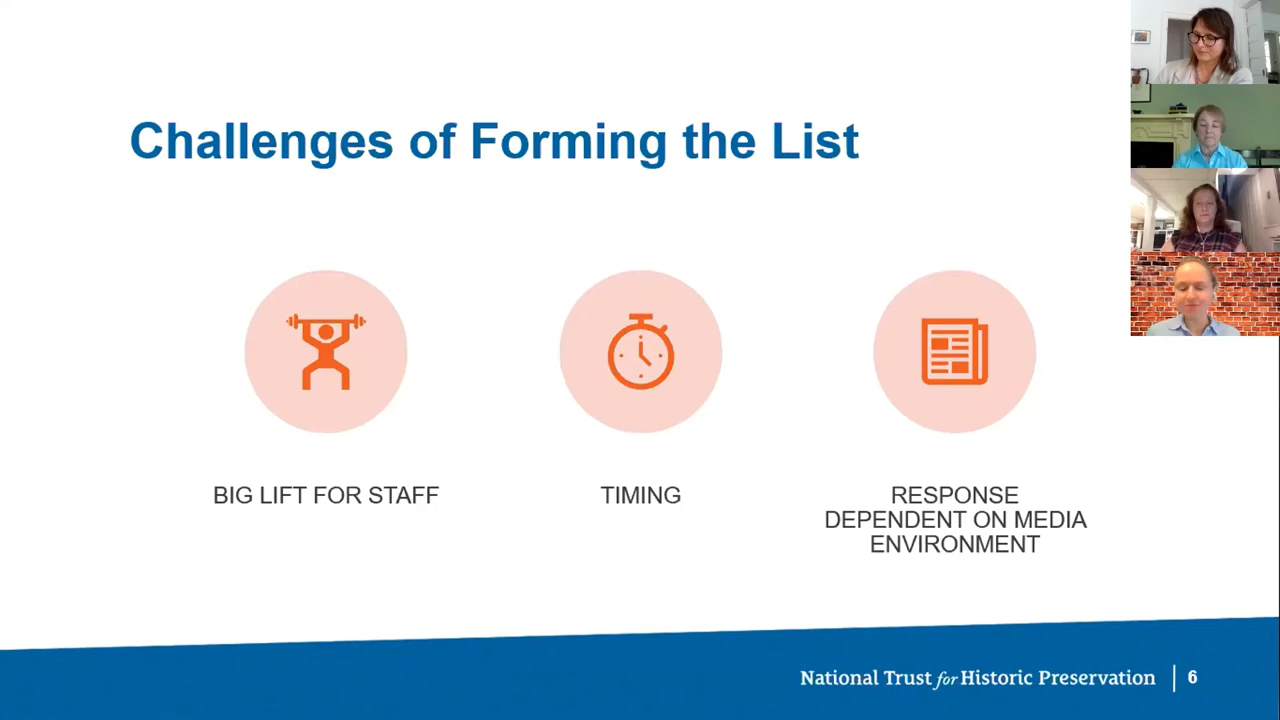 Challenges of Forming the List
BIG LIFT FOR STAFF
TIMING
RESPONSE
DEPENDENT ON MEDIA
ENVIRONMENT
National Trust for Historic Preservation
6